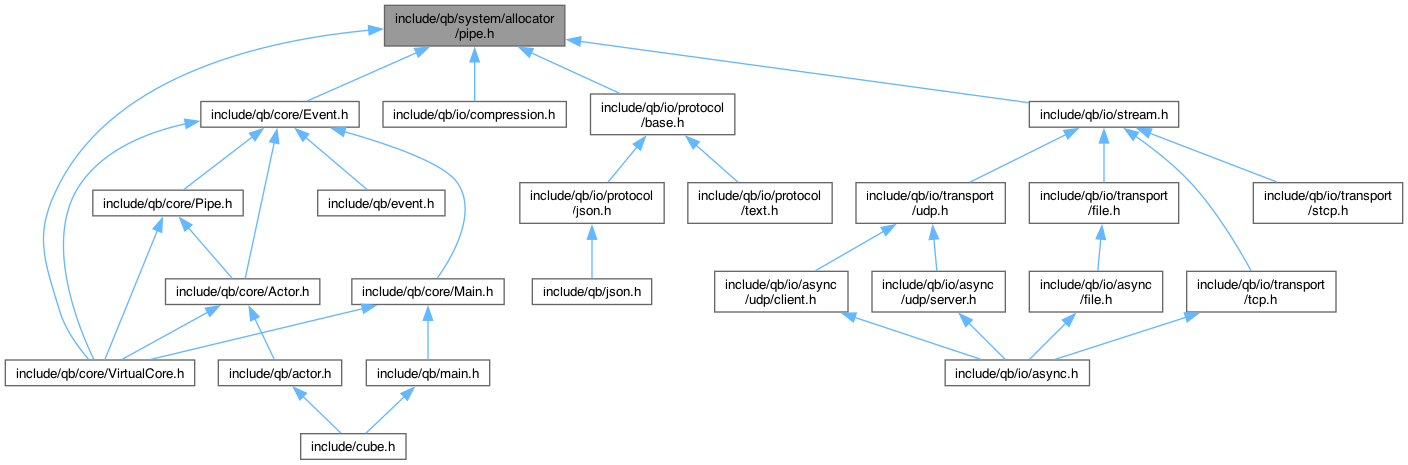 include/qb/system/allocator
/pipe.h
include/qb/core/Event.h
include/qb/io/compression.h
include/qb/io/protocol
/base.h
include/qb/io/stream.h
include/qb/core/Pipe.h
include/qb/event.h
include/qb/io/protocol
/json.h
include/qb/io/protocol
/text.h
include/qb/io/transport
/udp.h
include/qb/io/transport
/file.h
include/qb/io/transport
/stcp.h
include/qb/core/Actor.h
include/qb/core/Main.h
include/qb/json.h
include/qb/io/async
/udp/client.h
include/qb/io/async
/udp/server.h
include/qb/io/async
/file.h
include/qb/io/transport
/tcp.h
include/qb/core/VirtualCore.h
include/qb/actor.h
include/qb/main.h
include/qb/io/async.h
include/cube.h